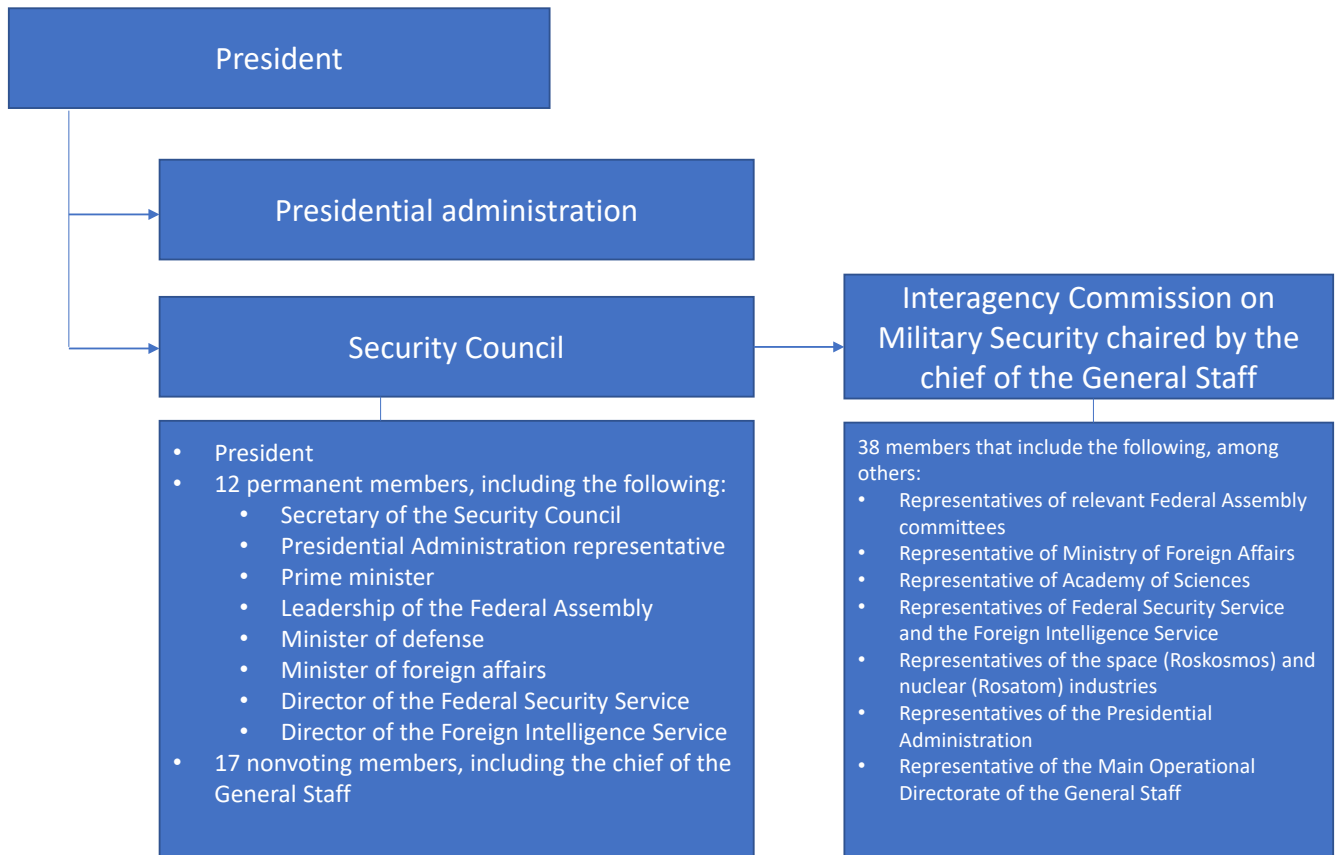 President
Presidential administration
Security Council
Interagency Commission on
Military Security chaired by the
chief of the General Staff
• President
• 12 permanent members, including the following:
• Secretary of the Security Council
• Presidential Administration representative
• Prime minister
• Leadership of the Federal Assembly
• Minister of defense
• Minister of foreign affairs
• Director of the Federal Security Service
• Director of the Foreign Intelligence Service
• 17 nonvoting members, including the chief of the
General Staff
38 members that include the following, among
others:
• Representatives of relevant Federal Assembly
committees
• Representative of Ministry of Foreign Affairs
• Representative of Academy of Sciences
• Representatives of Federal Security Service
and the Foreign Intelligence Service
• Representatives of the space (Roskosmos) and
nuclear (Rosatom) industries
• Representatives of the Presidential
Administration
• Representative of the Main Operational
Directorate of the General Staff